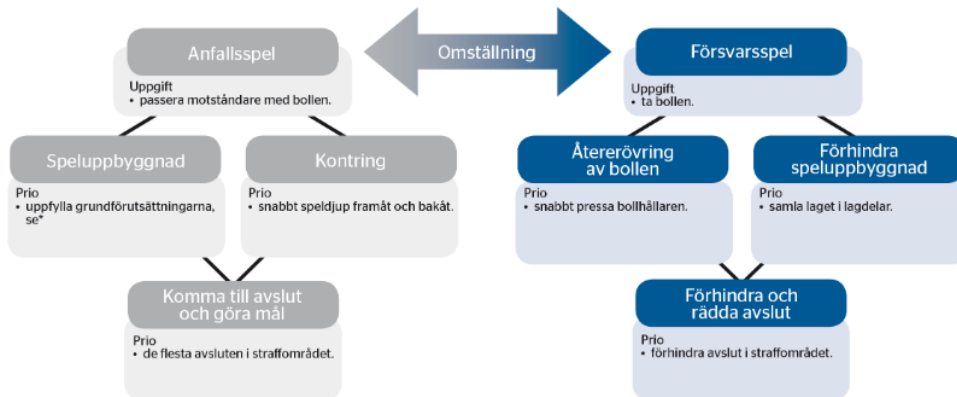 Anfallsspel
Uppgift
• passera motståndare med bollen.
Omställning
Försvarsspel
Uppgift
• ta bollen.
Speluppbyggnad
Prio
• uppfylla grundförutsättningarna,
se*
Kontring
Prio
• snabbt speldjup framåt och bakåt.
Återerövring
av bollen
Prio
• snabbt pressa bollhållaren.
Förhindra
speluppbyggnad
Prio
• samla laget i lagdelar.
Komma till avslut
och göra mål
Prio
• de flesta avsluten i straffområdet.
Förhindra och
rädda avslut
Prio
• förhindra avslut i straffområdet.